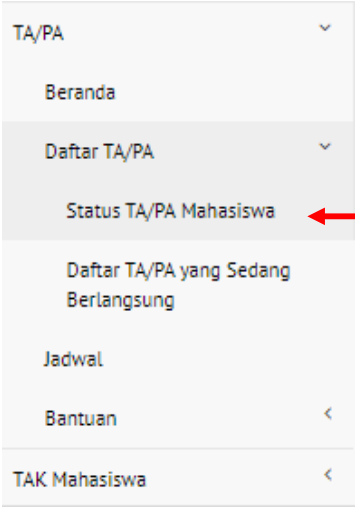 TA/PA
Beranda
Daftar TA/PA
Status TA/PA Mahasiswa
Daftar TA/PA yang Sedang
Berlangsung
Jadwal
Bantuan
TAK Mahasiswa